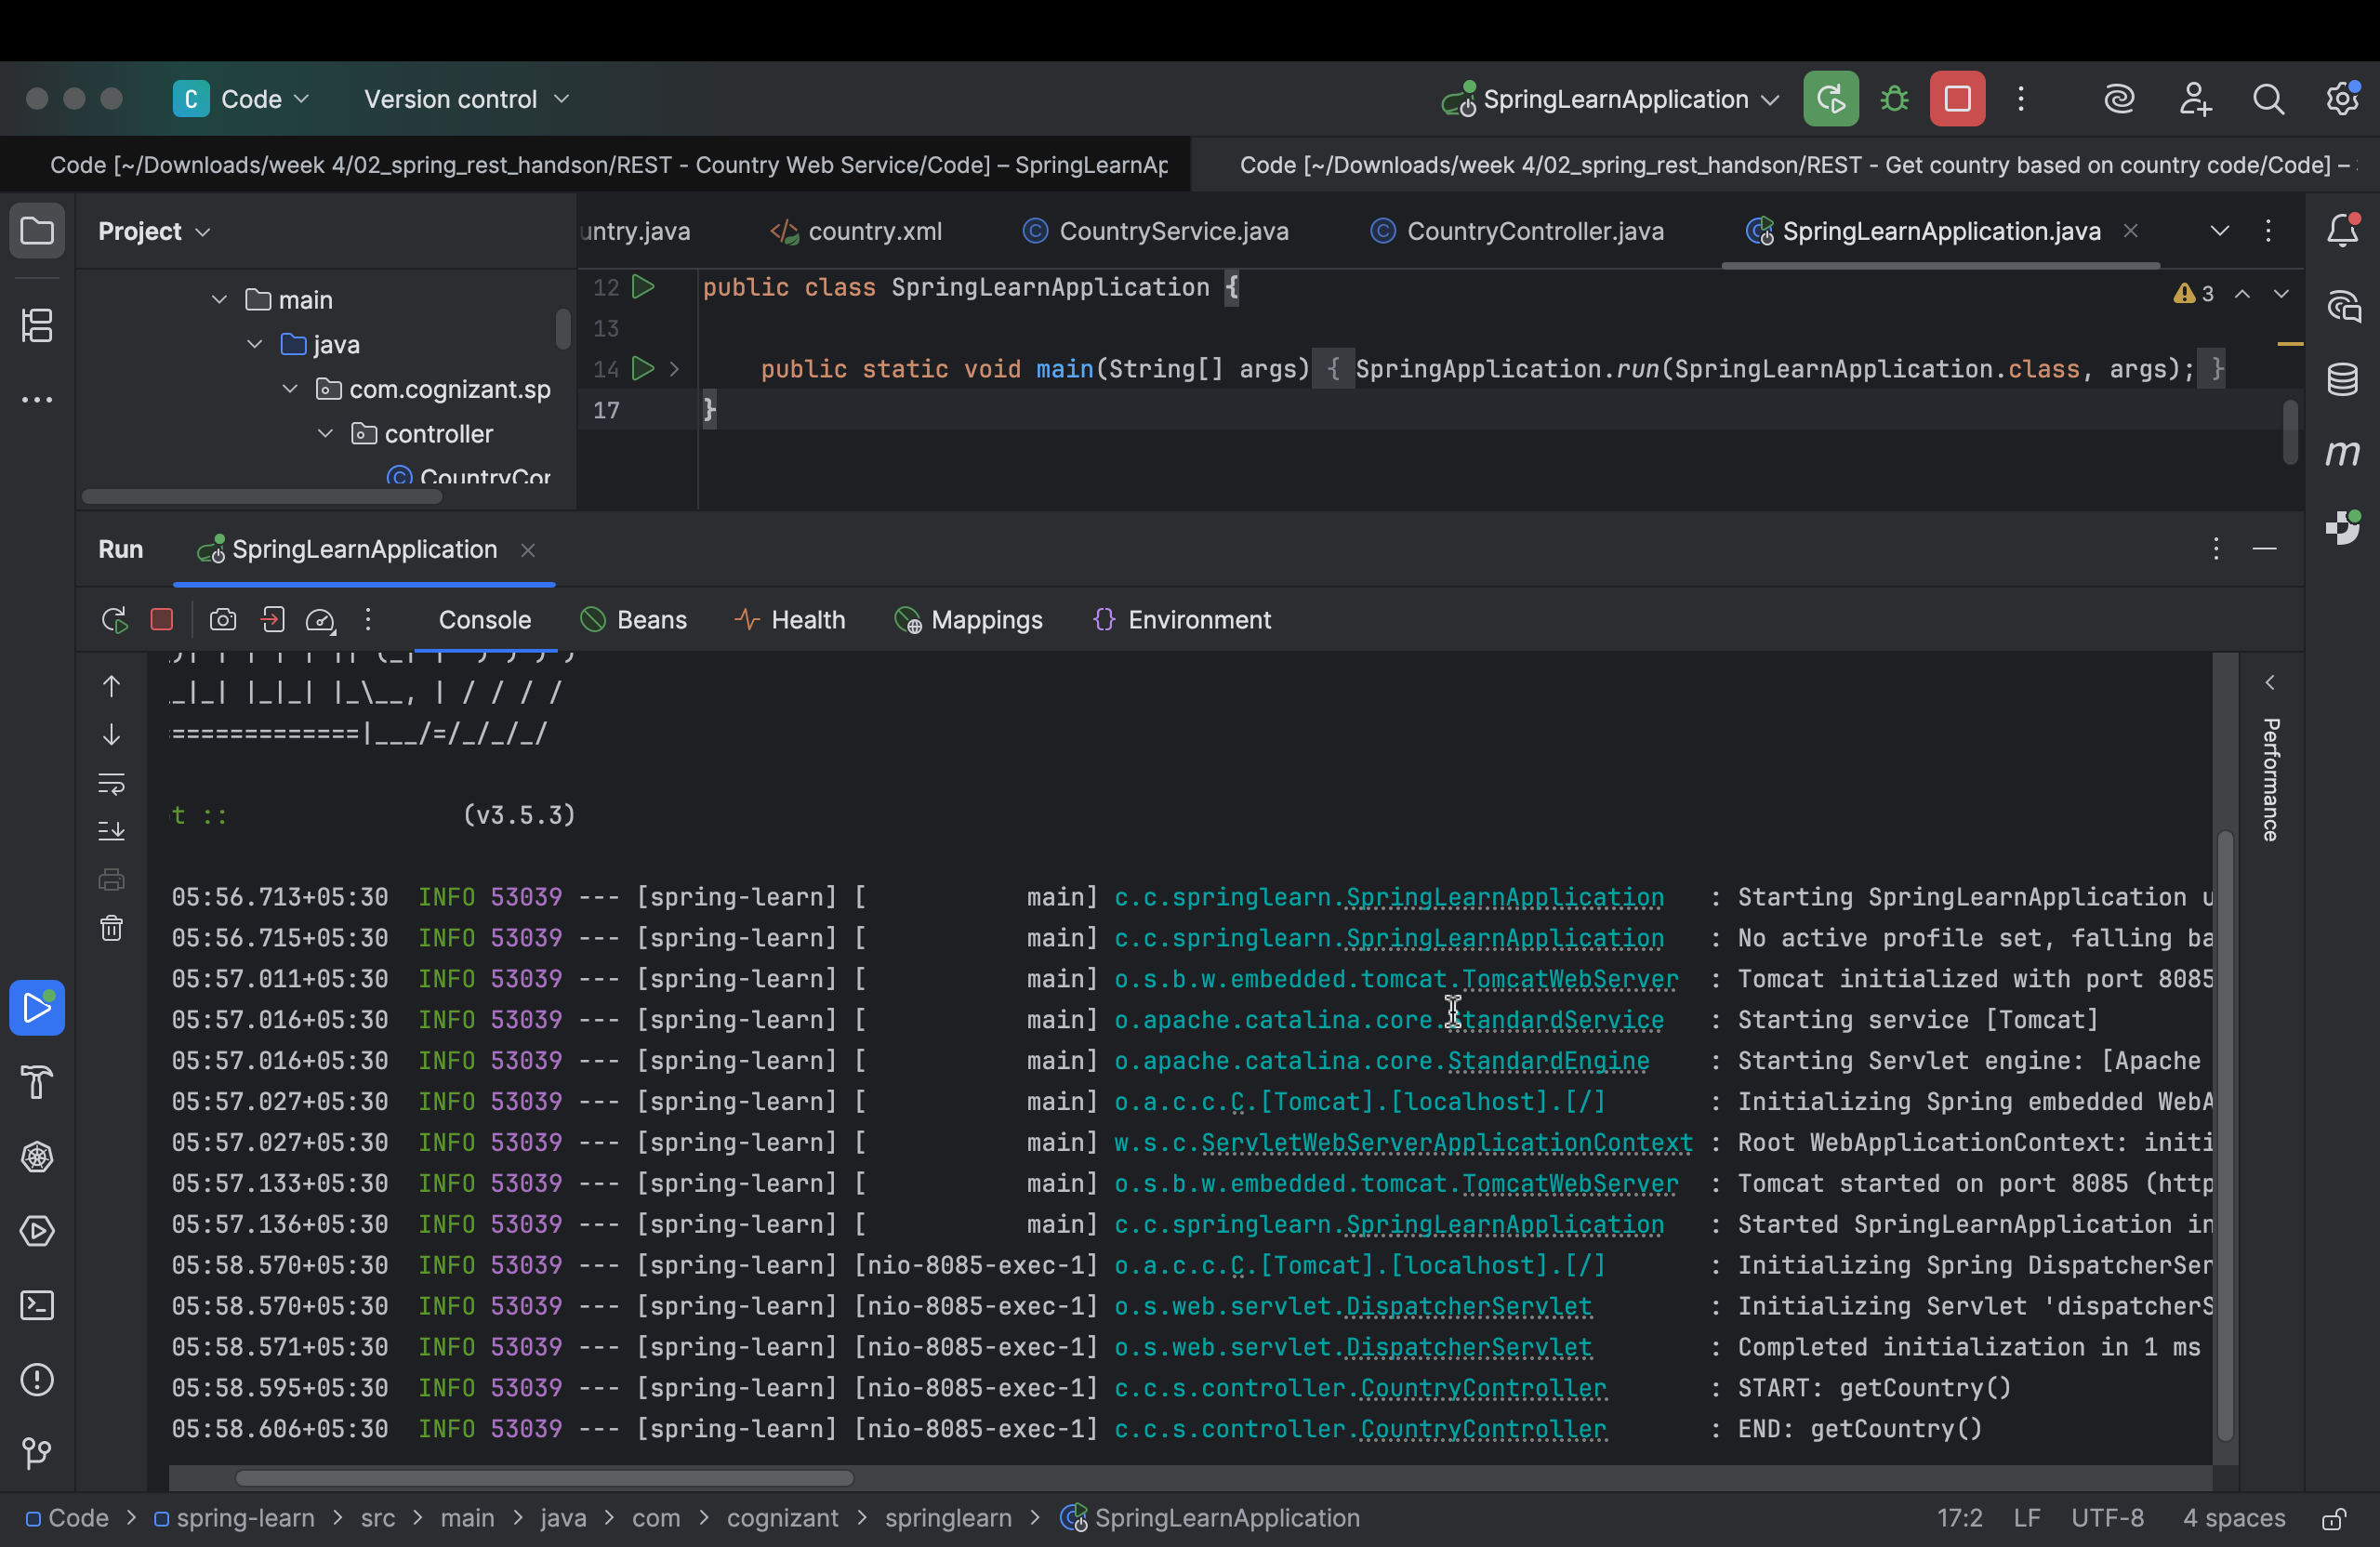 C Code Version control SpringLearnApplication
Code [~/Downloads/week 4/02_spring_rest_handson/REST - Country Web Service/Code] – SpringLearnAp
Code [~/Downloads/week 4/02_spring_rest_handson/REST - Get country based on country code/Code] –
Project
untry.java country.xml CountryService.java CountryController.java SpringLearnApplication.java
main
java
com.cognizant.sp
controller
CountryCor
12 public class SpringLearnApplication {
13
14 public static void main(String[] args) { SpringApplication.run(SpringLearnApplication.class, args); }
17 }
3
Run SpringLearnApplication
Console Beans Health Mappings Environment
_|_| |_|_| |_\__, | / / / /
=============|___/=/_/_/_/
t :: (v3.5.3)
05:56.713+05:30 INFO 53039 --- [spring-learn] [ main] c.c.springlearn.SpringLearnApplication : Starting SpringLearnApplication u
05:56.715+05:30 INFO 53039 --- [spring-learn] [ main] c.c.springlearn.SpringLearnApplication : No active profile set, falling ba
05:57.011+05:30 INFO 53039 --- [spring-learn] [ main] o.s.b.w.embedded.tomcat.TomcatWebServer : Tomcat initialized with port 8085
05:57.016+05:30 INFO 53039 --- [spring-learn] [ main] o.apache.catalina.core.StandardService : Starting service [Tomcat]
05:57.016+05:30 INFO 53039 --- [spring-learn] [ main] o.apache.catalina.core.StandardEngine : Starting Servlet engine: [Apache
05:57.027+05:30 INFO 53039 --- [spring-learn] [ main] o.a.c.c.C.[Tomcat].[localhost].[/] : Initializing Spring embedded WebA
05:57.027+05:30 INFO 53039 --- [spring-learn] [ main] w.s.c.ServletWebServerApplicationContext : Root WebApplicationContext: initi
05:57.133+05:30 INFO 53039 --- [spring-learn] [ main] o.s.b.w.embedded.tomcat.TomcatWebServer : Tomcat started on port 8085 (http
05:57.136+05:30 INFO 53039 --- [spring-learn] [ main] c.c.springlearn.SpringLearnApplication : Started SpringLearnApplication in
05:58.570+05:30 INFO 53039 --- [spring-learn] [nio-8085-exec-1] o.a.c.c.C.[Tomcat].[localhost].[/] : Initializing Spring DispatcherSer
05:58.570+05:30 INFO 53039 --- [spring-learn] [nio-8085-exec-1] o.s.web.servlet.DispatcherServlet : Initializing Servlet 'dispatcherS
05:58.571+05:30 INFO 53039 --- [spring-learn] [nio-8085-exec-1] o.s.web.servlet.DispatcherServlet : Completed initialization in 1 ms
05:58.595+05:30 INFO 53039 --- [spring-learn] [nio-8085-exec-1] c.c.s.controller.CountryController : START: getCountry()
05:58.606+05:30 INFO 53039 --- [spring-learn] [nio-8085-exec-1] c.c.s.controller.CountryController : END: getCountry()
Performance
Code > spring-learn > src > main > java > com > cognizant > springlearn > SpringLearnApplication 17:2 LF UTF-8 4 spaces